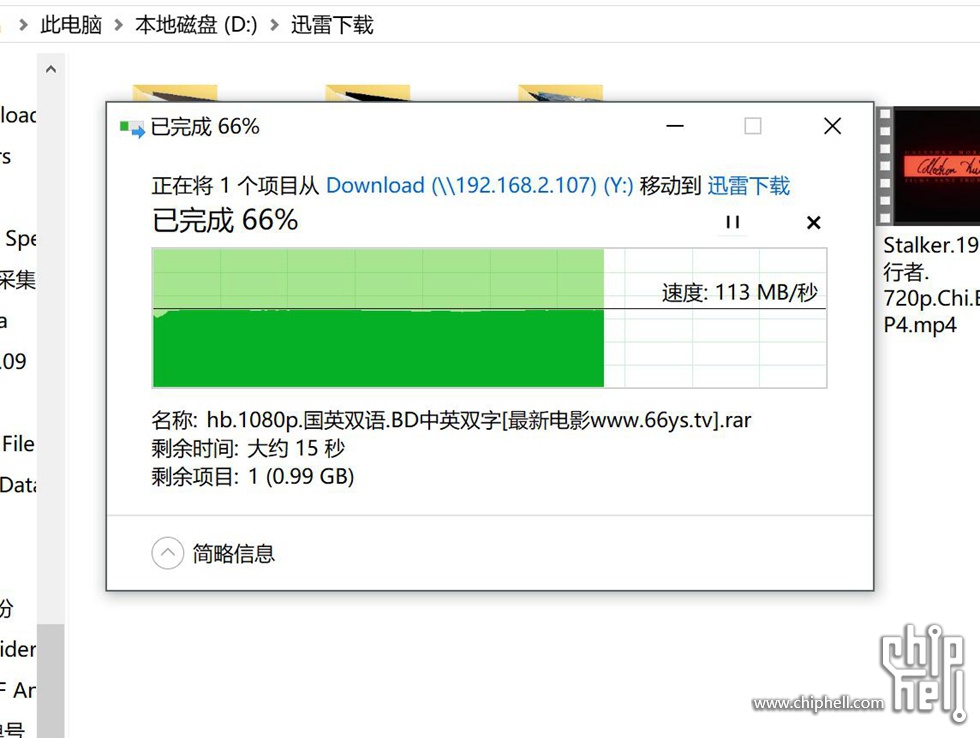 此电脑 > 本地磁盘 (D:) > 迅雷下载
load
rs
Spe
采集
a
.09
File
Data
份
ider
F An
已完成 66%
正在将 1 个项目从 Download (\\192.168.2.107) (Y:) 移动到 迅雷下载
已完成 66%
速度: 113 MB/秒
名称: hb.1080p.国英双语.BD中英双字[最新电影www.66ys.tv].rar
剩余时间: 大约 15 秒
剩余项目: 1 (0.99 GB)
简略信息
Stalker.19
行者.
720p.Chi.E
P4.mp4
chip
hell
www.chiphell.com